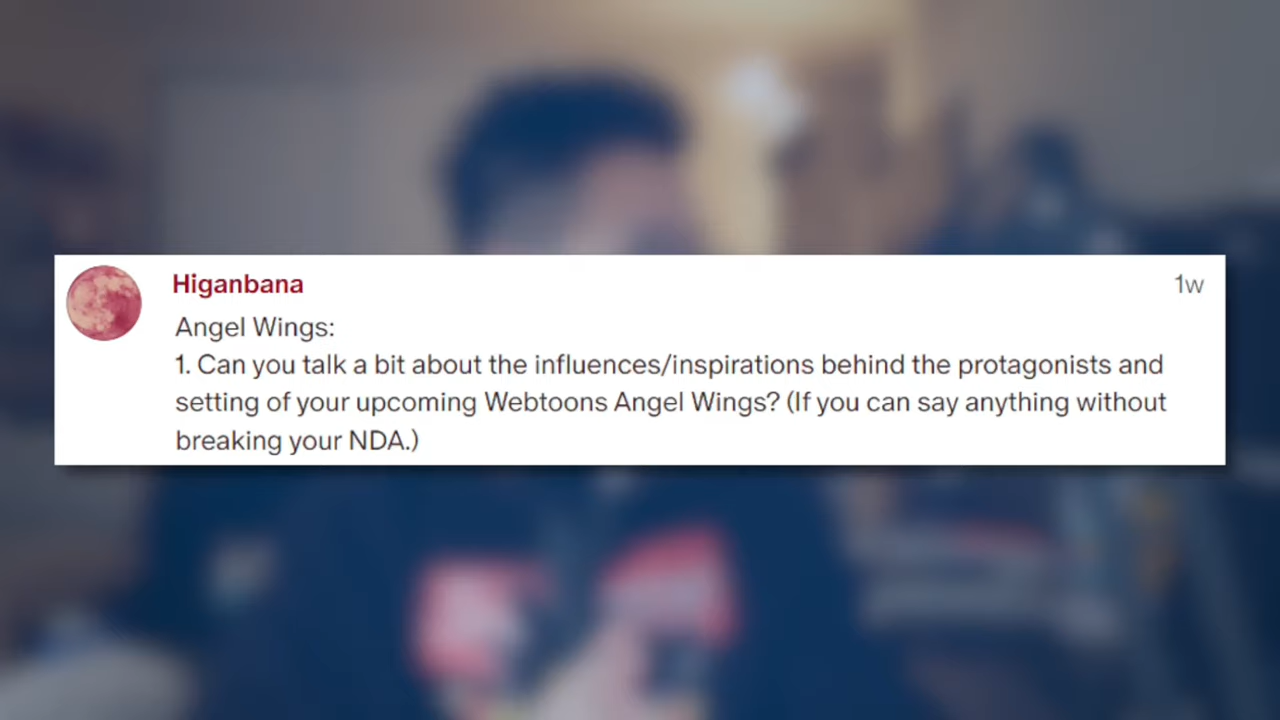 Higanbana
1w
Angel Wings:
1. Can you talk a bit about the influences/inspirations behind the protagonists and
setting of your upcoming Webtoons Angel Wings? (If you can say anything without
breaking your NDA.)